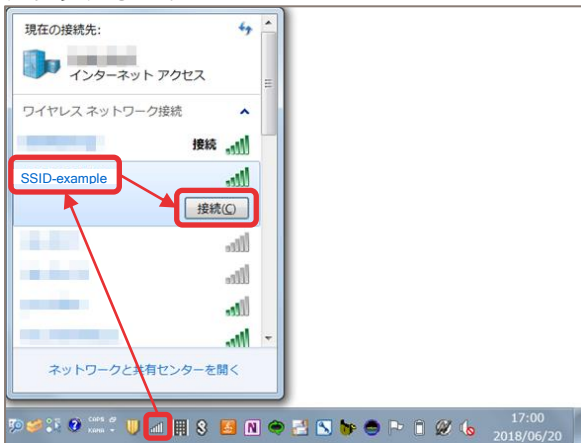 現在の接続先:
インターネット アクセス
ワイヤレス ネットワーク接続
接続
SSID-example
接続(C)
ネットワークと共有センターを開く
CAPS
KANA
17:00
2018/06/20